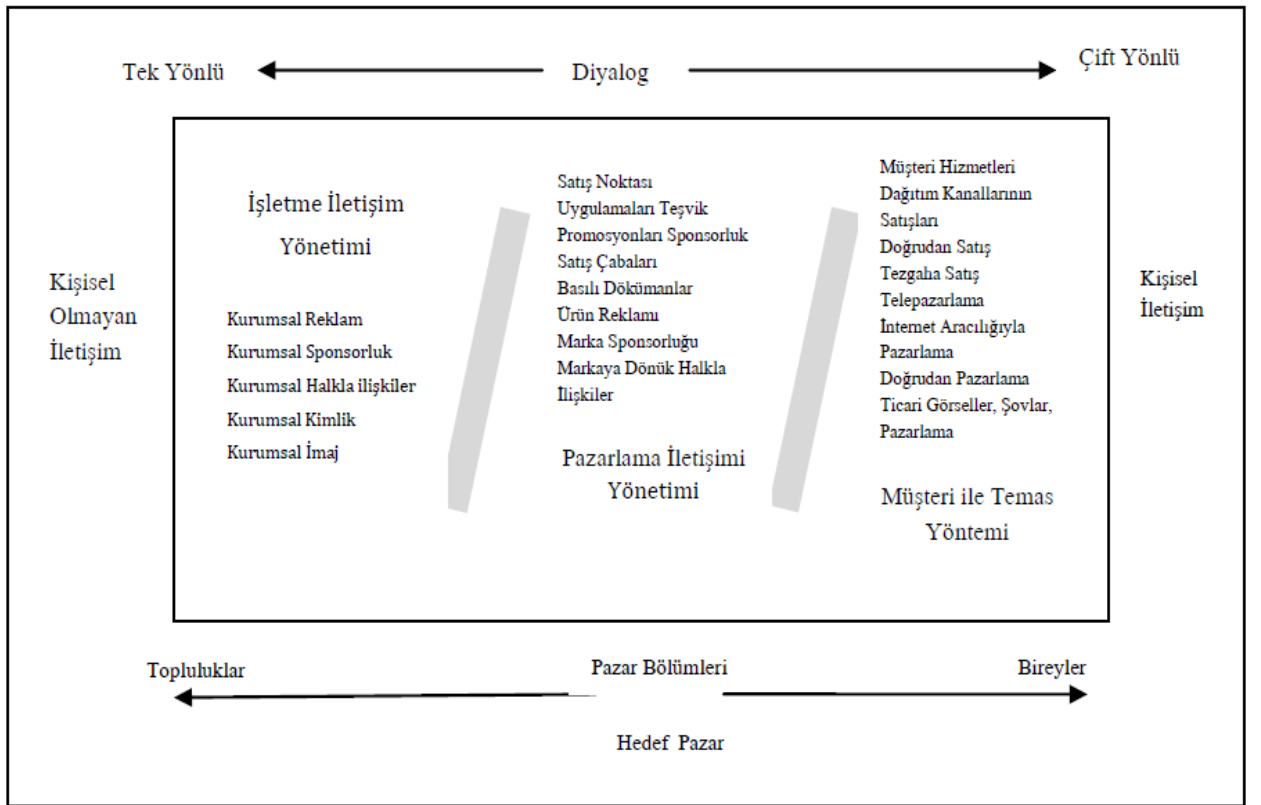 Tek Yönlü
Diyalog
Çift Yönlü
Kişisel
Olmayan
İletişim
İşletme İletişim
Yönetimi
Kurumsal Reklam
Kurumsal Sponsorluk
Kurumsal Halkla ilişkiler
Kurumsal Kimlik
Kurumsal İmaj
Satış Noktası
Uygulamaları Teşvik
Promosyonları Sponsorluk
Satış Çabaları
Basılı Dökümanlar
Ürün Reklamı
Marka Sponsorluğu
Markaya Dönük Halkla
İlişkiler
Pazarlama İletişimi
Yönetimi
Müşteri Hizmetleri
Dağıtım Kanallarının
Satışları
Doğrudan Satış
Tezgaha Satış
Telepazarlama
İnternet Aracılığıyla
Pazarlama
Doğrudan Pazarlama
Ticari Görseller, Şovlar,
Pazarlama
Müşteri ile Temas
Yöntemi
Kişisel
İletişim
Topluluklar
Pazar Bölümleri
Bireyler
Hedef Pazar